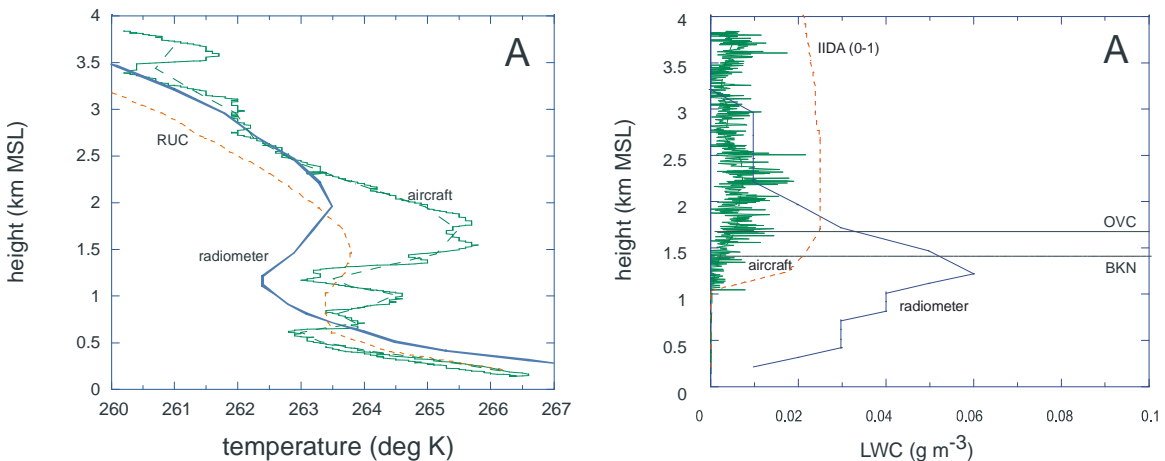 4
3.5
3
2.5
2
1.5
1
0.5
0
height (km MSL)
A
RUC
aircraft
radiometer
260 261 262 263 264 265 266 267
temperature (deg K)
4
3.5
3
2.5
2
1.5
1
0.5
0
height (km MSL)
IIDA (0-1)
A
OVC
BKN
aircraft
radiometer
0 0.02 0.04 0.06 0.08 0.1
LWC (g m-3)